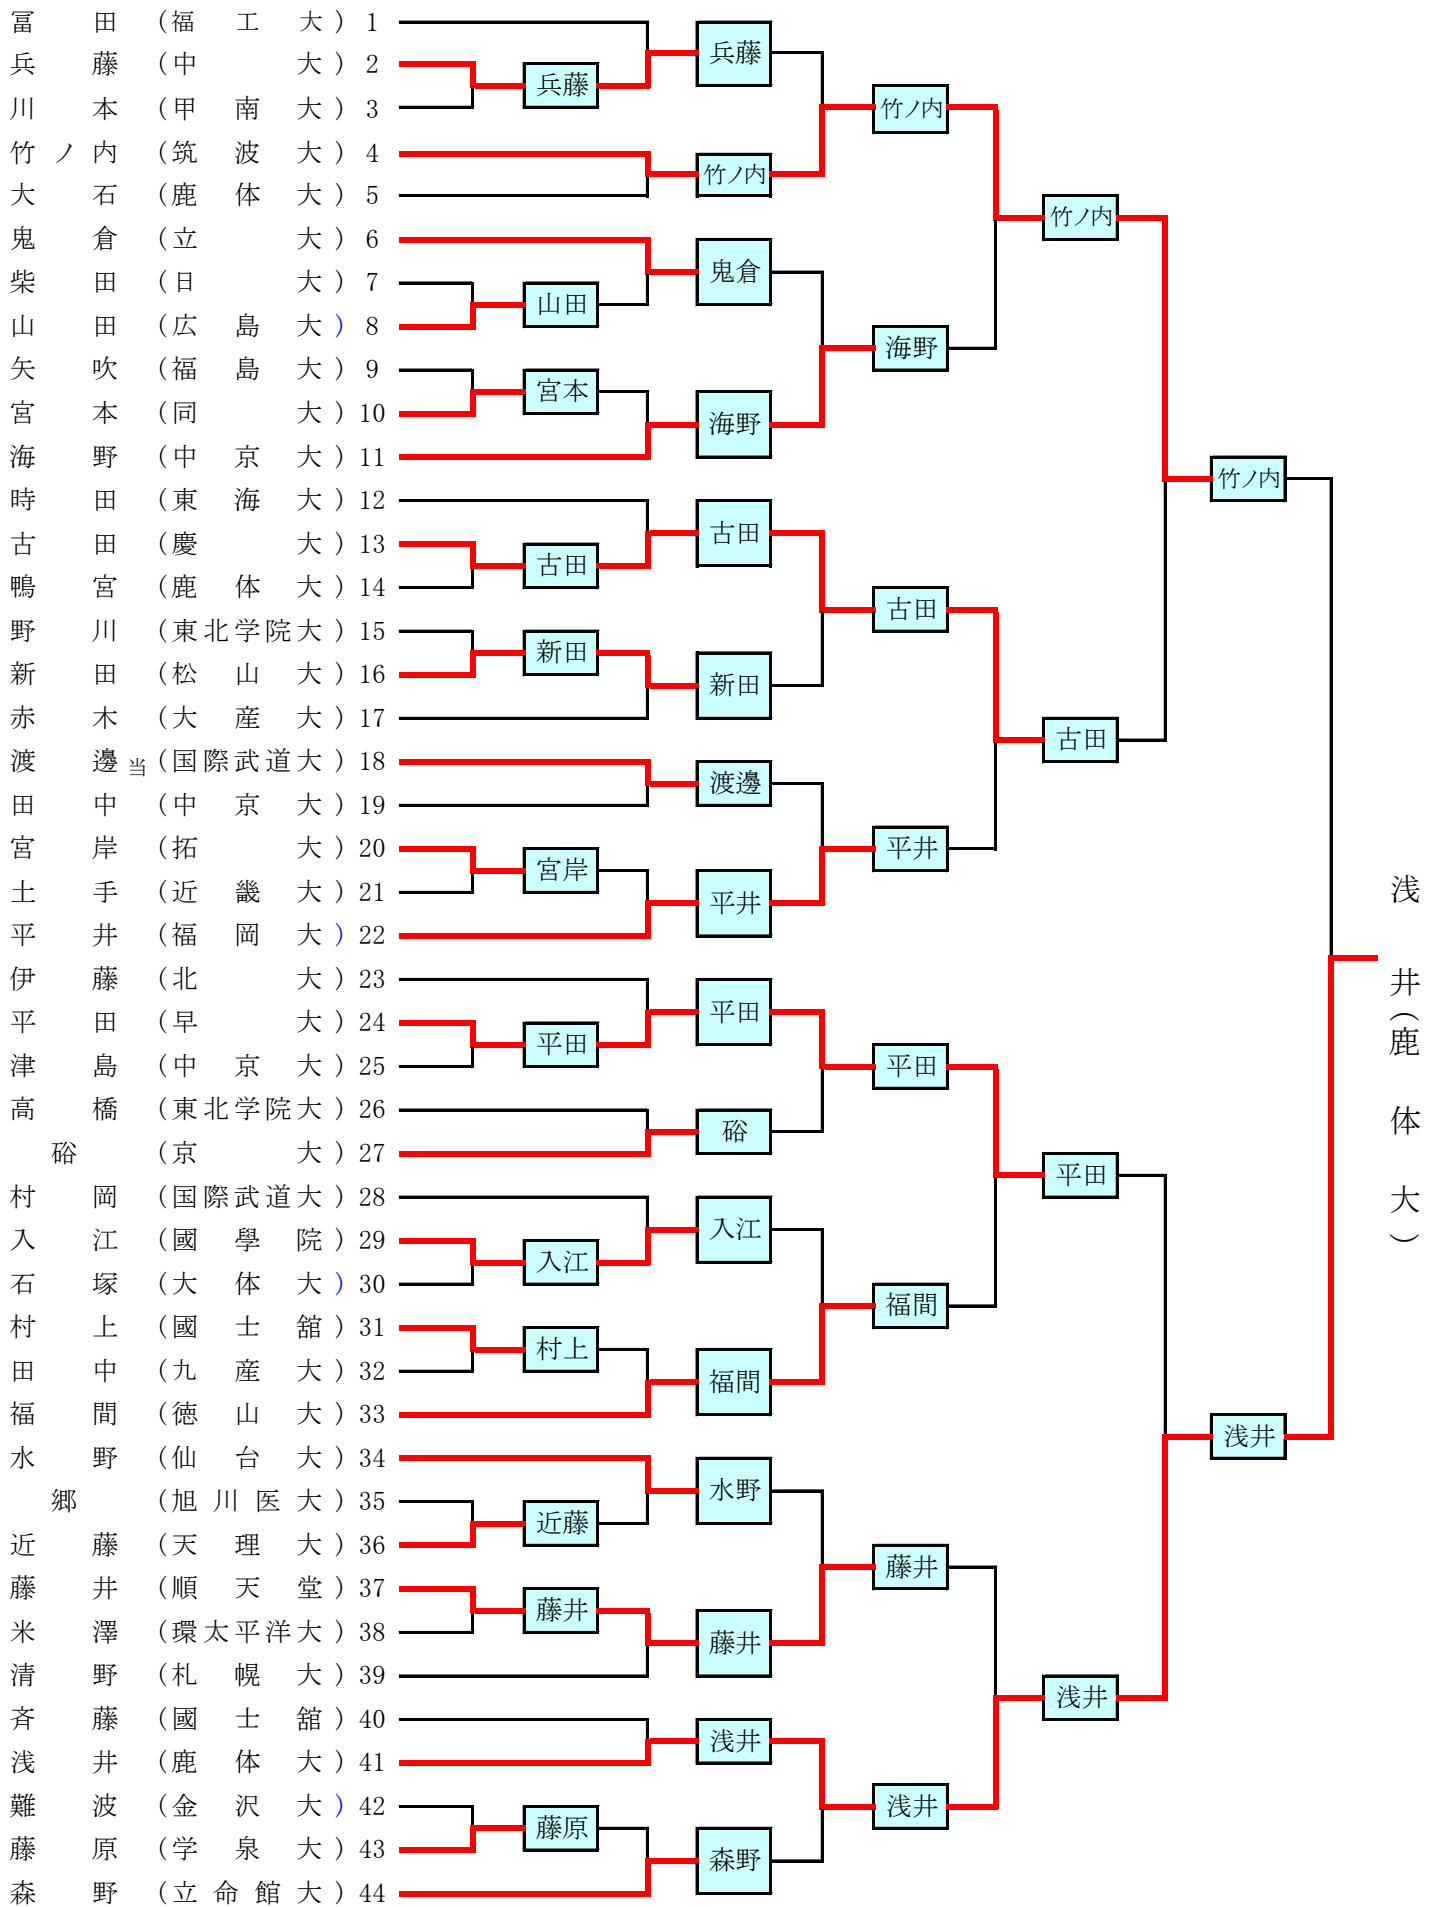 冨田（福工大）1
兵藤（中大）2
川本（甲南大）3
竹ノ内（筑波大）4
大石（鹿体大）5
鬼倉（立大）6
柴田（日大）7
山田（広島大）8
矢吹（福島大）9
宮本（同大）10
海野（中京大）11
時田（東海大）12
古田（慶大）13
鴨宮（鹿体大）14
野川（東北学院大）15
新田（松山大）16
赤木（大産大）17
渡邊当（国際武道大）18
田中（中京大）19
宮岸（拓大）20
土手（近畿大）21
平井（福岡大）22
伊藤（北大）23
平田（早大）24
津島（中京大）25
高橋（東北学院大）26
硲（京大）27
村岡（国際武道大）28
入江（國學院）29
石塚（大体大）30
村上（國士舘）31
田中（九産大）32
福間（徳山大）33
水野（仙台大）34
郷（旭川医大）35
近藤（天理大）36
藤井（順天堂）37
米澤（環太平洋大）38
清野（札幌大）39
斉藤（國士舘）40
浅井（鹿体大）41
難波（金沢大）42
藤原（学泉大）43
森野（立命館大）44
兵藤
山田
宮本
古田
新田
宮岸
平田
入江
村上
近藤
藤井
藤原
兵藤
竹ノ内
鬼倉
海野
古田
新田
渡邊
平井
平田
硲
入江
福間
水野
藤井
浅井
森野
竹ノ内
海野
古田
平井
平田
福間
藤井
浅井
竹ノ内
古田
平田
浅井
竹ノ内
浅井
浅井（鹿体大）